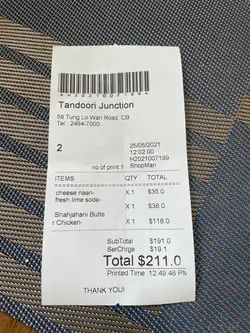 *H2021007199*
Tandoori Junction
56 Tung Lo Wan Road, CB
Tel : 2494-7000
2
25/05/2021
12:02:00
H2021007199
no of print:1 ShopMan
ITEMS QTY TOTAL
cheese naan- X 1 $35.0
fresh lime soda- X 1 $38.0
Shahjahani Butte
r Chicken- X 1 $118.0
SubTotal $191.0
SerChrge $19.1
Total $211.0
Printed Time : 12:49:46 PM
THANK YOU!